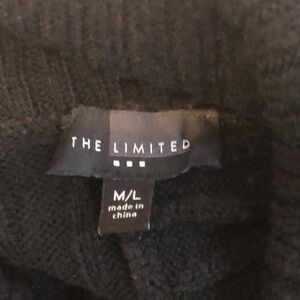 THE LIMITED
M/L
made in
china